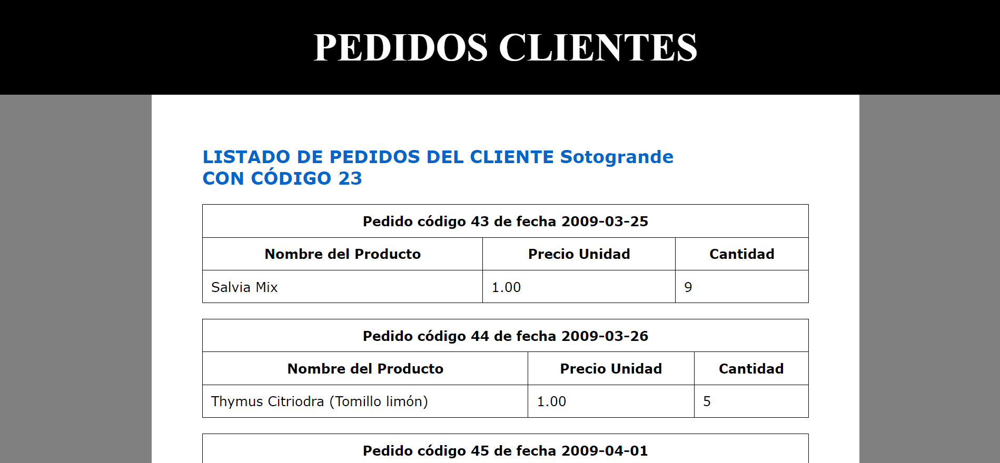 PEDIDOS CLIENTES
LISTADO DE PEDIDOS DEL CLIENTE Sotogrande
CON CÓDIGO 23
Pedido código 43 de fecha 2009-03-25
Nombre del Producto Precio Unidad Cantidad
Salvia Mix 1.00 9
Pedido código 44 de fecha 2009-03-26
Nombre del Producto Precio Unidad Cantidad
Thymus Citriodra (Tomillo limón) 1.00 5
Pedido código 45 de fecha 2009-04-01